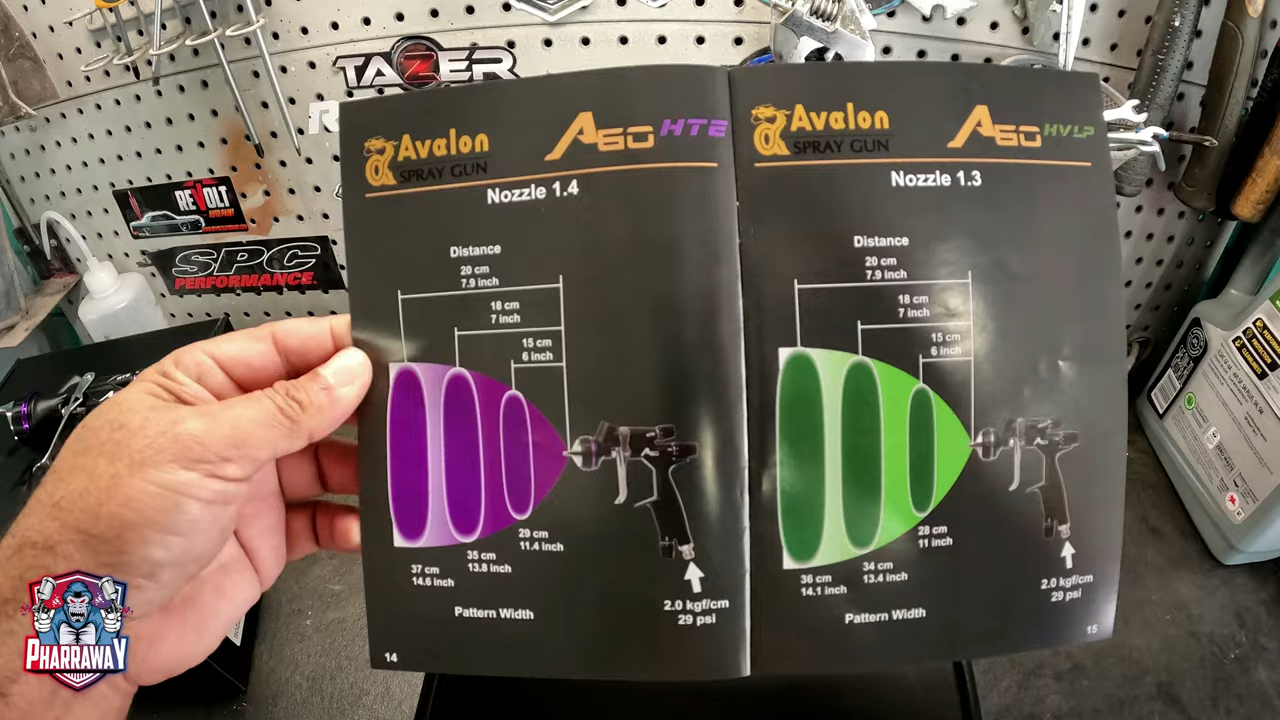 TAZER
REVOLT
AUTO PAINT
SPC
PERFORMANCE.
Avalon
SPRAY GUN
A60 HTE
Nozzle 1.4
Distance
20 cm
7.9 inch
18 cm
7 inch
15 cm
6 inch
29 cm
11.4 inch
35 cm
13.8 inch
37 cm
14.6 inch
Pattern Width
2.0 kgf/cm
29 psi
14
Avalon
SPRAY GUN
A60 HVLP
Nozzle 1.3
Distance
20 cm
7.9 inch
18 cm
7 inch
15 cm
6 inch
28 cm
11 inch
34 cm
13.4 inch
36 cm
14.1 inch
Pattern Width
2.0 kgf/cm
29 psi
15
PHARRAWAY